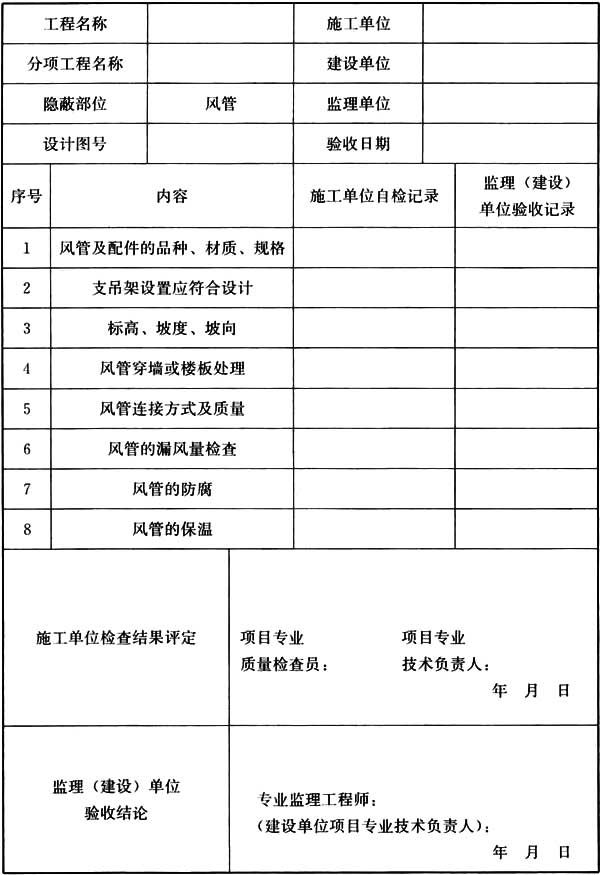 工程名称 施工单位
分项工程名称 建设单位
隐蔽部位 风管 监理单位
设计图号 验收日期
序号 内容 施工单位自检记录 监理（建设）
单位验收记录
1 风管及配件的品种、材质、规格
2 支吊架设置应符合设计
3 标高、坡度、坡向
4 风管穿墙或楼板处理
5 风管连接方式及质量
6 风管的漏风量检查
7 风管的防腐
8 风管的保温
施工单位检查结果评定
项目专业 项目专业
质量检查员： 技术负责人：
年 月 日
监理（建设）单位
验收结论
专业监理工程师：
（建设单位项目专业技术负责人）：
年 月 日